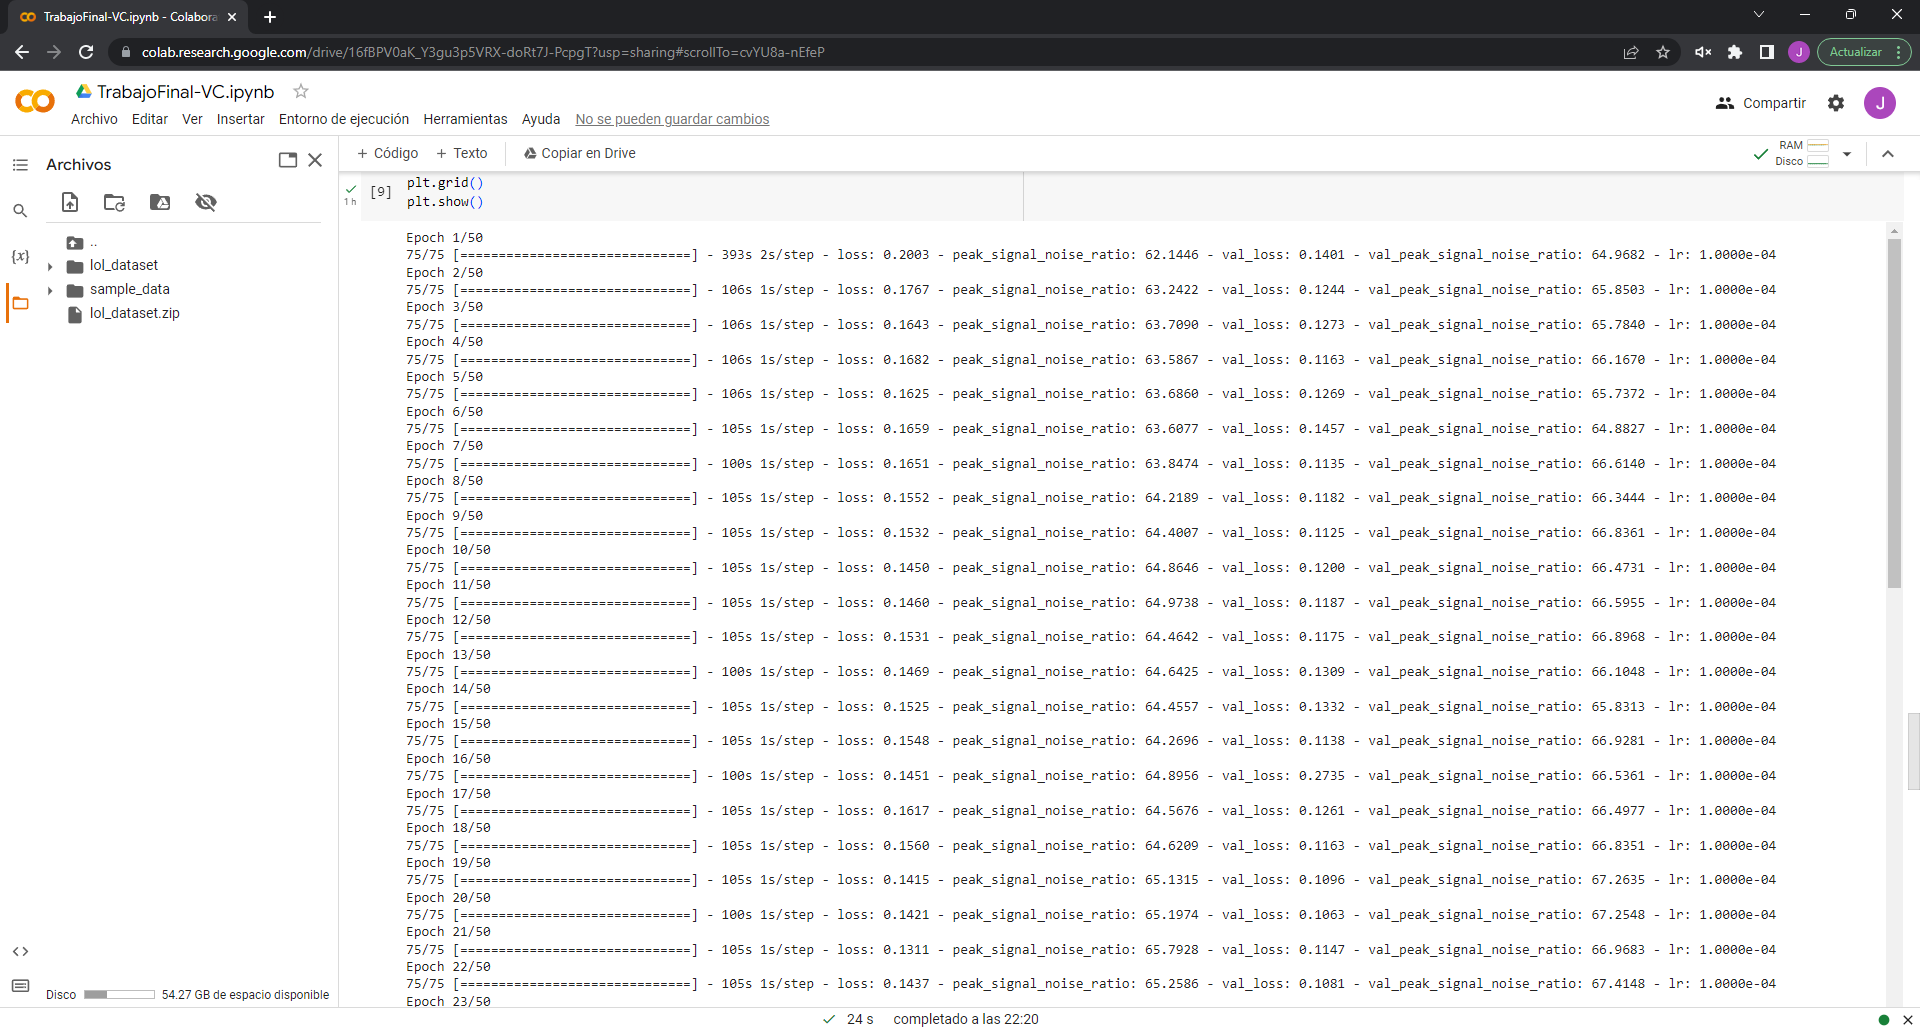 TrabajoFinal-VC.ipynb - Colabora
colab.research.google.com/drive/16fBPV0aK_Y3gu3p5VRX-doRt7J-PcpgT?usp=sharing#scrollTo=cvYU8a-nEfeP
J
Actualizar
TrabajoFinal-VC.ipynb
Archivo Editar Ver Insertar Entorno de ejecución Herramientas Ayuda No se pueden guardar cambios
Compartir
J
Archivos
+ Código + Texto Copiar en Drive
RAM
Disco
{x}
..
lol_dataset
sample_data
lol_dataset.zip
Disco 54.27 GB de espacio disponible
1 h
[9]
plt.grid()
plt.show()
Epoch 1/50
75/75 [==============================] - 393s 2s/step - loss: 0.2003 - peak_signal_noise_ratio: 62.1446 - val_loss: 0.1401 - val_peak_signal_noise_ratio: 64.9682 - lr: 1.0000e-04
Epoch 2/50
75/75 [==============================] - 106s 1s/step - loss: 0.1767 - peak_signal_noise_ratio: 63.2422 - val_loss: 0.1244 - val_peak_signal_noise_ratio: 65.8503 - lr: 1.0000e-04
Epoch 3/50
75/75 [==============================] - 106s 1s/step - loss: 0.1643 - peak_signal_noise_ratio: 63.7090 - val_loss: 0.1273 - val_peak_signal_noise_ratio: 65.7840 - lr: 1.0000e-04
Epoch 4/50
75/75 [==============================] - 106s 1s/step - loss: 0.1682 - peak_signal_noise_ratio: 63.5867 - val_loss: 0.1163 - val_peak_signal_noise_ratio: 66.1670 - lr: 1.0000e-04
Epoch 5/50
75/75 [==============================] - 106s 1s/step - loss: 0.1625 - peak_signal_noise_ratio: 63.6860 - val_loss: 0.1269 - val_peak_signal_noise_ratio: 65.7372 - lr: 1.0000e-04
Epoch 6/50
75/75 [==============================] - 105s 1s/step - loss: 0.1659 - peak_signal_noise_ratio: 63.6077 - val_loss: 0.1457 - val_peak_signal_noise_ratio: 64.8827 - lr: 1.0000e-04
Epoch 7/50
75/75 [==============================] - 100s 1s/step - loss: 0.1651 - peak_signal_noise_ratio: 63.8474 - val_loss: 0.1135 - val_peak_signal_noise_ratio: 66.6140 - lr: 1.0000e-04
Epoch 8/50
75/75 [==============================] - 105s 1s/step - loss: 0.1552 - peak_signal_noise_ratio: 64.2189 - val_loss: 0.1182 - val_peak_signal_noise_ratio: 66.3444 - lr: 1.0000e-04
Epoch 9/50
75/75 [==============================] - 105s 1s/step - loss: 0.1532 - peak_signal_noise_ratio: 64.4007 - val_loss: 0.1125 - val_peak_signal_noise_ratio: 66.8361 - lr: 1.0000e-04
Epoch 10/50
75/75 [==============================] - 105s 1s/step - loss: 0.1450 - peak_signal_noise_ratio: 64.8646 - val_loss: 0.1200 - val_peak_signal_noise_ratio: 66.4731 - lr: 1.0000e-04
Epoch 11/50
75/75 [==============================] - 105s 1s/step - loss: 0.1460 - peak_signal_noise_ratio: 64.9738 - val_loss: 0.1187 - val_peak_signal_noise_ratio: 66.5955 - lr: 1.0000e-04
Epoch 12/50
75/75 [==============================] - 105s 1s/step - loss: 0.1531 - peak_signal_noise_ratio: 64.4642 - val_loss: 0.1175 - val_peak_signal_noise_ratio: 66.8968 - lr: 1.0000e-04
Epoch 13/50
75/75 [==============================] - 100s 1s/step - loss: 0.1469 - peak_signal_noise_ratio: 64.6425 - val_loss: 0.1309 - val_peak_signal_noise_ratio: 66.1048 - lr: 1.0000e-04
Epoch 14/50
75/75 [==============================] - 105s 1s/step - loss: 0.1525 - peak_signal_noise_ratio: 64.4557 - val_loss: 0.1332 - val_peak_signal_noise_ratio: 65.8313 - lr: 1.0000e-04
Epoch 15/50
75/75 [==============================] - 105s 1s/step - loss: 0.1548 - peak_signal_noise_ratio: 64.2696 - val_loss: 0.1138 - val_peak_signal_noise_ratio: 66.9281 - lr: 1.0000e-04
Epoch 16/50
75/75 [==============================] - 100s 1s/step - loss: 0.1451 - peak_signal_noise_ratio: 64.8956 - val_loss: 0.2735 - val_peak_signal_noise_ratio: 66.5361 - lr: 1.0000e-04
Epoch 17/50
75/75 [==============================] - 105s 1s/step - loss: 0.1617 - peak_signal_noise_ratio: 64.5676 - val_loss: 0.1261 - val_peak_signal_noise_ratio: 66.4977 - lr: 1.0000e-04
Epoch 18/50
75/75 [==============================] - 105s 1s/step - loss: 0.1560 - peak_signal_noise_ratio: 64.6209 - val_loss: 0.1163 - val_peak_signal_noise_ratio: 66.8351 - lr: 1.0000e-04
Epoch 19/50
75/75 [==============================] - 105s 1s/step - loss: 0.1415 - peak_signal_noise_ratio: 65.1315 - val_loss: 0.1096 - val_peak_signal_noise_ratio: 67.2635 - lr: 1.0000e-04
Epoch 20/50
75/75 [==============================] - 100s 1s/step - loss: 0.1421 - peak_signal_noise_ratio: 65.1974 - val_loss: 0.1063 - val_peak_signal_noise_ratio: 67.2548 - lr: 1.0000e-04
Epoch 21/50
75/75 [==============================] - 105s 1s/step - loss: 0.1311 - peak_signal_noise_ratio: 65.7928 - val_loss: 0.1147 - val_peak_signal_noise_ratio: 66.9683 - lr: 1.0000e-04
Epoch 22/50
75/75 [==============================] - 105s 1s/step - loss: 0.1437 - peak_signal_noise_ratio: 65.2586 - val_loss: 0.1081 - val_peak_signal_noise_ratio: 67.4148 - lr: 1.0000e-04
Epoch 23/50
24 s completado a las 22:20